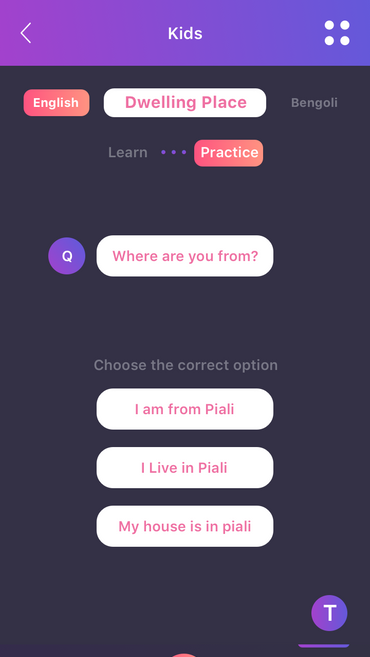 Kids
English Dwelling Place Bengoli
Learn Practice
Q Where are you from?
Choose the correct option
I am from Piali
I Live in Piali
My house is in piali
T